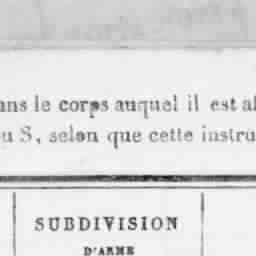 ans le corps auquel il est af
u S, selon que cette instru
SUBDIVISION
D'ARME